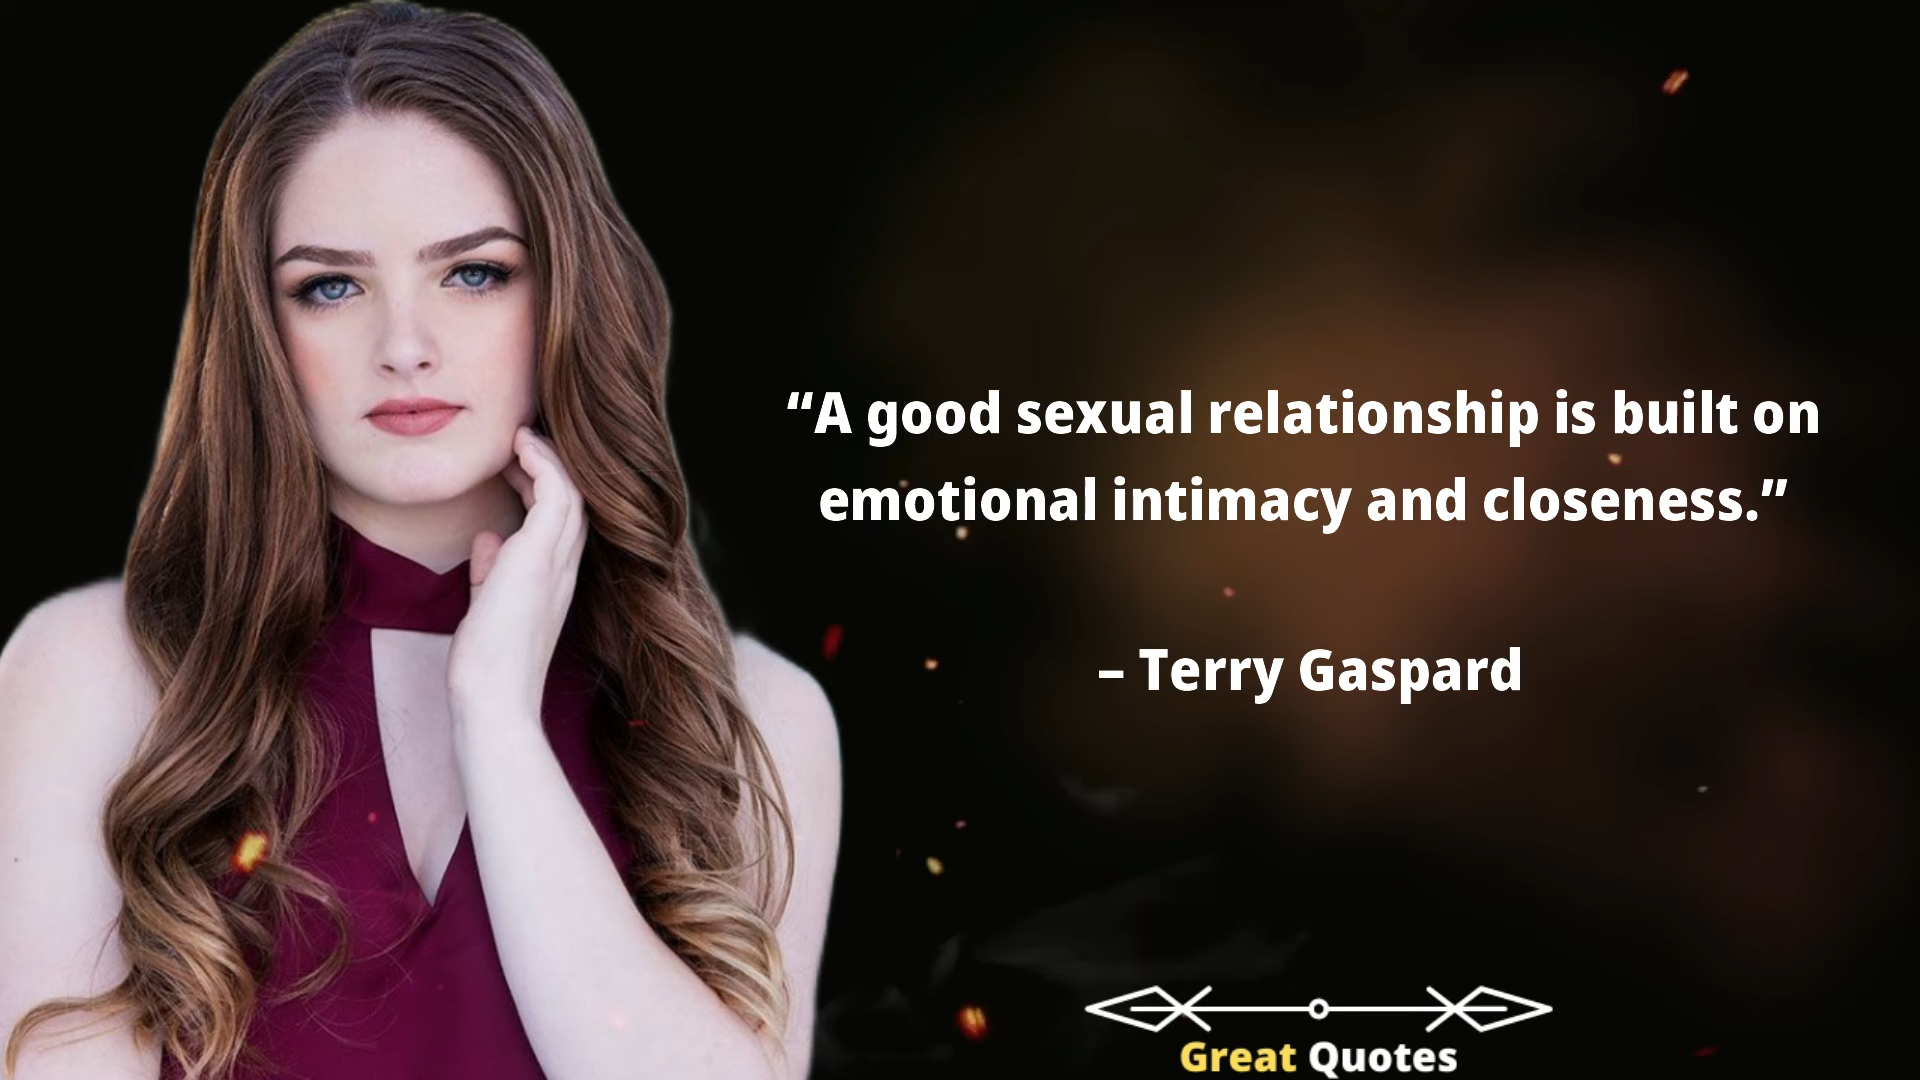 “A good sexual relationship is built on
emotional intimacy and closeness.”
– Terry Gaspard
Great Quotes